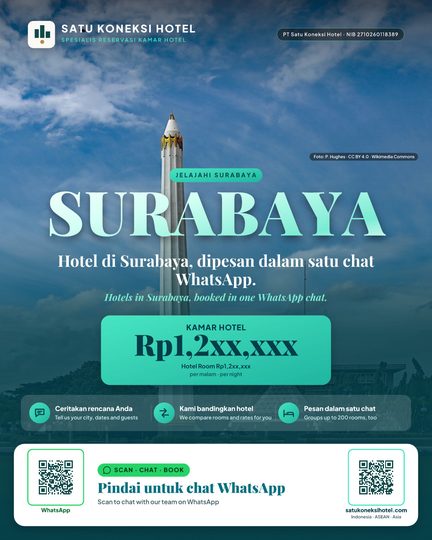 SATU KONEKSI HOTEL
SPESIALIS RESERVASI KAMAR HOTEL
PT Satu Koneksi Hotel · NIB 2710260118389
Foto: P. Hughes · CC BY 4.0 · Wikimedia Commons
JELAJAHI SURABAYA
SURABAYA
Hotel di Surabaya, dipesan dalam satu chat
WhatsApp.
Hotels in Surabaya, booked in one WhatsApp chat.
KAMAR HOTEL
Rp1,2xx,xxx
Hotel Room Rp1,2xx,xxx
per malam · per night
Ceritakan rencana Anda
Tell us your city, dates and guests
Kami bandingkan hotel
We compare rooms and rates for you
Pesan dalam satu chat
Groups up to 200 rooms, too
SCAN · CHAT · BOOK
Pindai untuk chat WhatsApp
Scan to chat with our team on WhatsApp
WhatsApp
satukoneksihotel.com
Indonesia · ASEAN · Asia